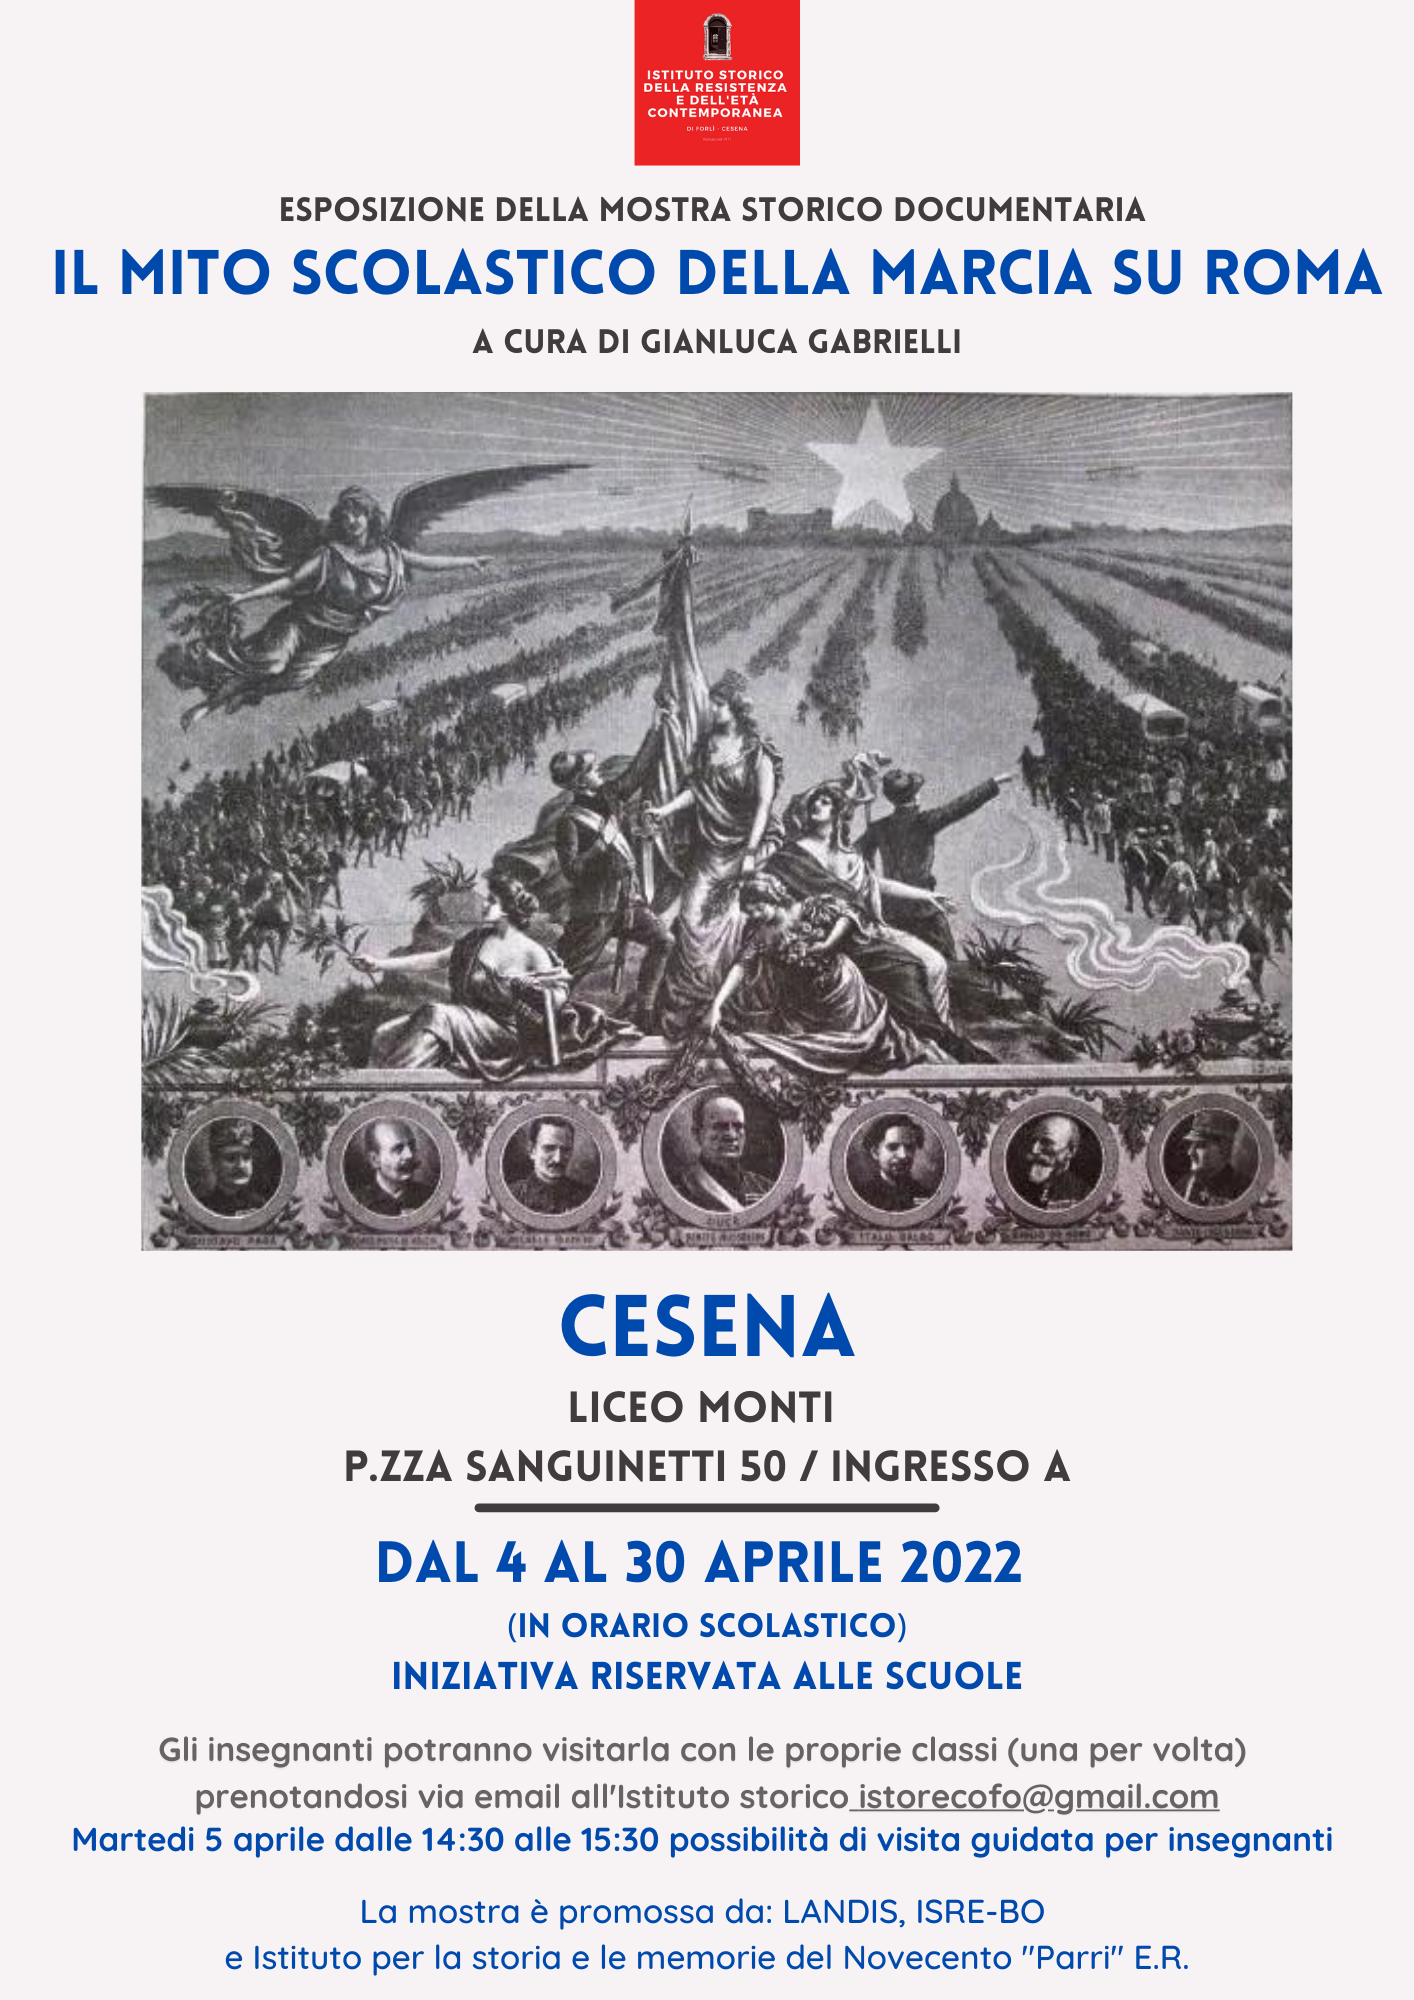 ISTITUTO STORICO
DELLA RESISTENZA
E DELL'ETÀ
CONTEMPORANEA
DI FORLÌ - CESENA
ESPOSIZIONE DELLA MOSTRA STORICO DOCUMENTARIA
IL MITO SCOLASTICO DELLA MARCIA SU ROMA
A CURA DI GIANLUCA GABRIELLI
DUCE
ITALO BALBO
CESENA
LICEO MONTI
P.ZZA SANGUINETTI 50 / INGRESSO A
DAL 4 AL 30 APRILE 2022
(IN ORARIO SCOLASTICO)
INIZIATIVA RISERVATA ALLE SCUOLE
Gli insegnanti potranno visitarla con le proprie classi (una per volta)
prenotandosi via email all'Istituto storico istorecofo@gmail.com
Martedi 5 aprile dalle 14:30 alle 15:30 possibilità di visita guidata per insegnanti
La mostra è promossa da: LANDIS, ISRE-BO
e Istituto per la storia e le memorie del Novecento "Parri" E.R.